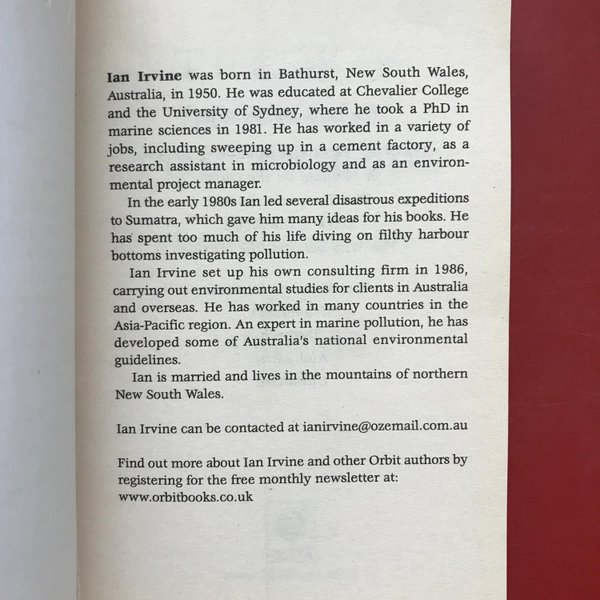 Ian Irvine was born in Bathurst, New South Wales,
Australia, in 1950. He was educated at Chevalier College
and the University of Sydney, where he took a PhD in
marine sciences in 1981. He has worked in a variety of
jobs, including sweeping up in a cement factory, as a
research assistant in microbiology and as an environ-
mental project manager.
In the early 1980s Ian led several disastrous expeditions
to Sumatra, which gave him many ideas for his books. He
has spent too much of his life diving on filthy harbour
bottoms investigating pollution.
Ian Irvine set up his own consulting firm in 1986,
carrying out environmental studies for clients in Australia
and overseas. He has worked in many countries in the
Asia-Pacific region. An expert in marine pollution, he has
developed some of Australia's national environmental
guidelines.
Ian is married and lives in the mountains of northern
New South Wales.
Ian Irvine can be contacted at ianirvine@ozemail.com.au
Find out more about Ian Irvine and other Orbit authors by
registering for the free monthly newsletter at:
www.orbitbooks.co.uk